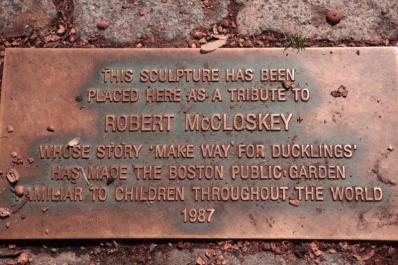 THIS SCULPTURE HAS BEEN
PLACED HERE AS A TRIBUTE TO
ROBERT McCLOSKEY
WHOSE STORY 'MAKE WAY FOR DUCKLINGS'
HAS MADE THE BOSTON PUBLIC GARDEN
FAMILIAR TO CHILDREN THROUGHOUT THE WORLD
1987